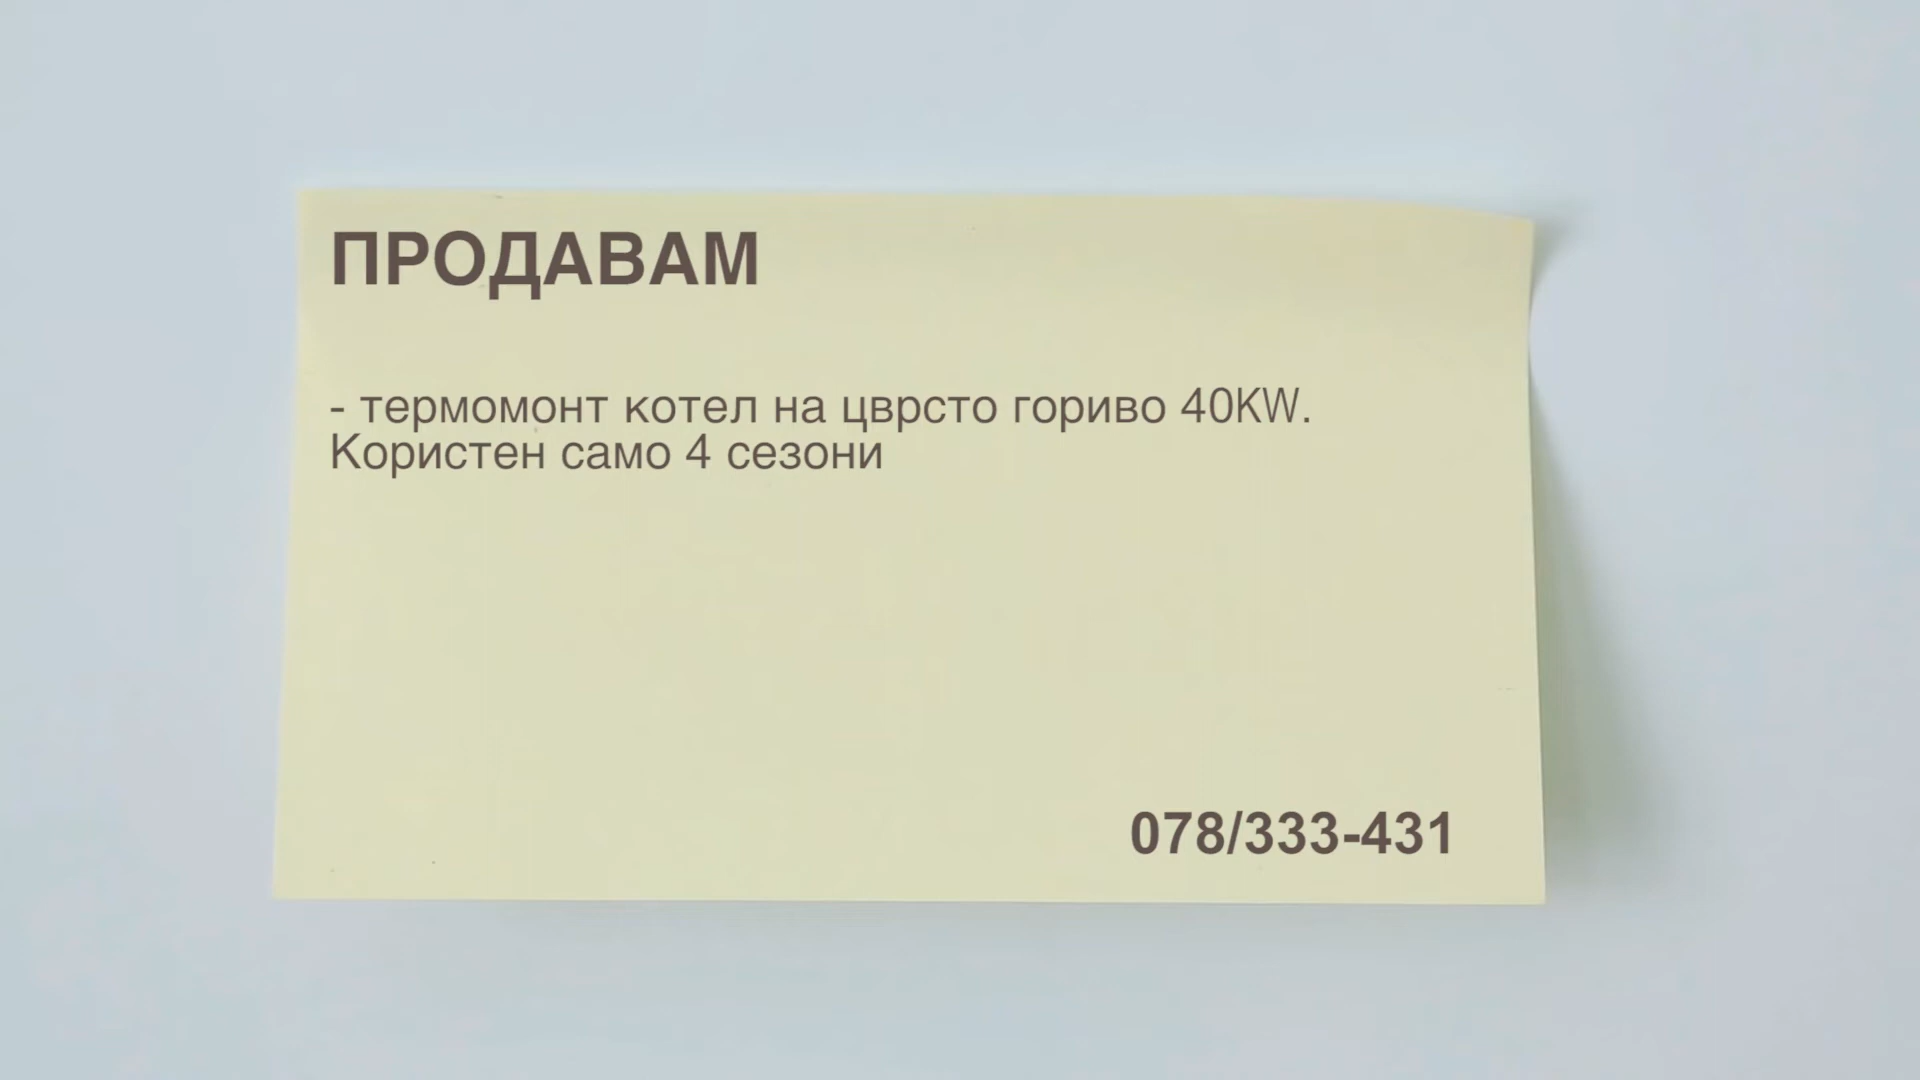 ПРОДАВАМ
- термомонт котел на цврсто гориво 40KW.
Користен само 4 сезони
078/333-431